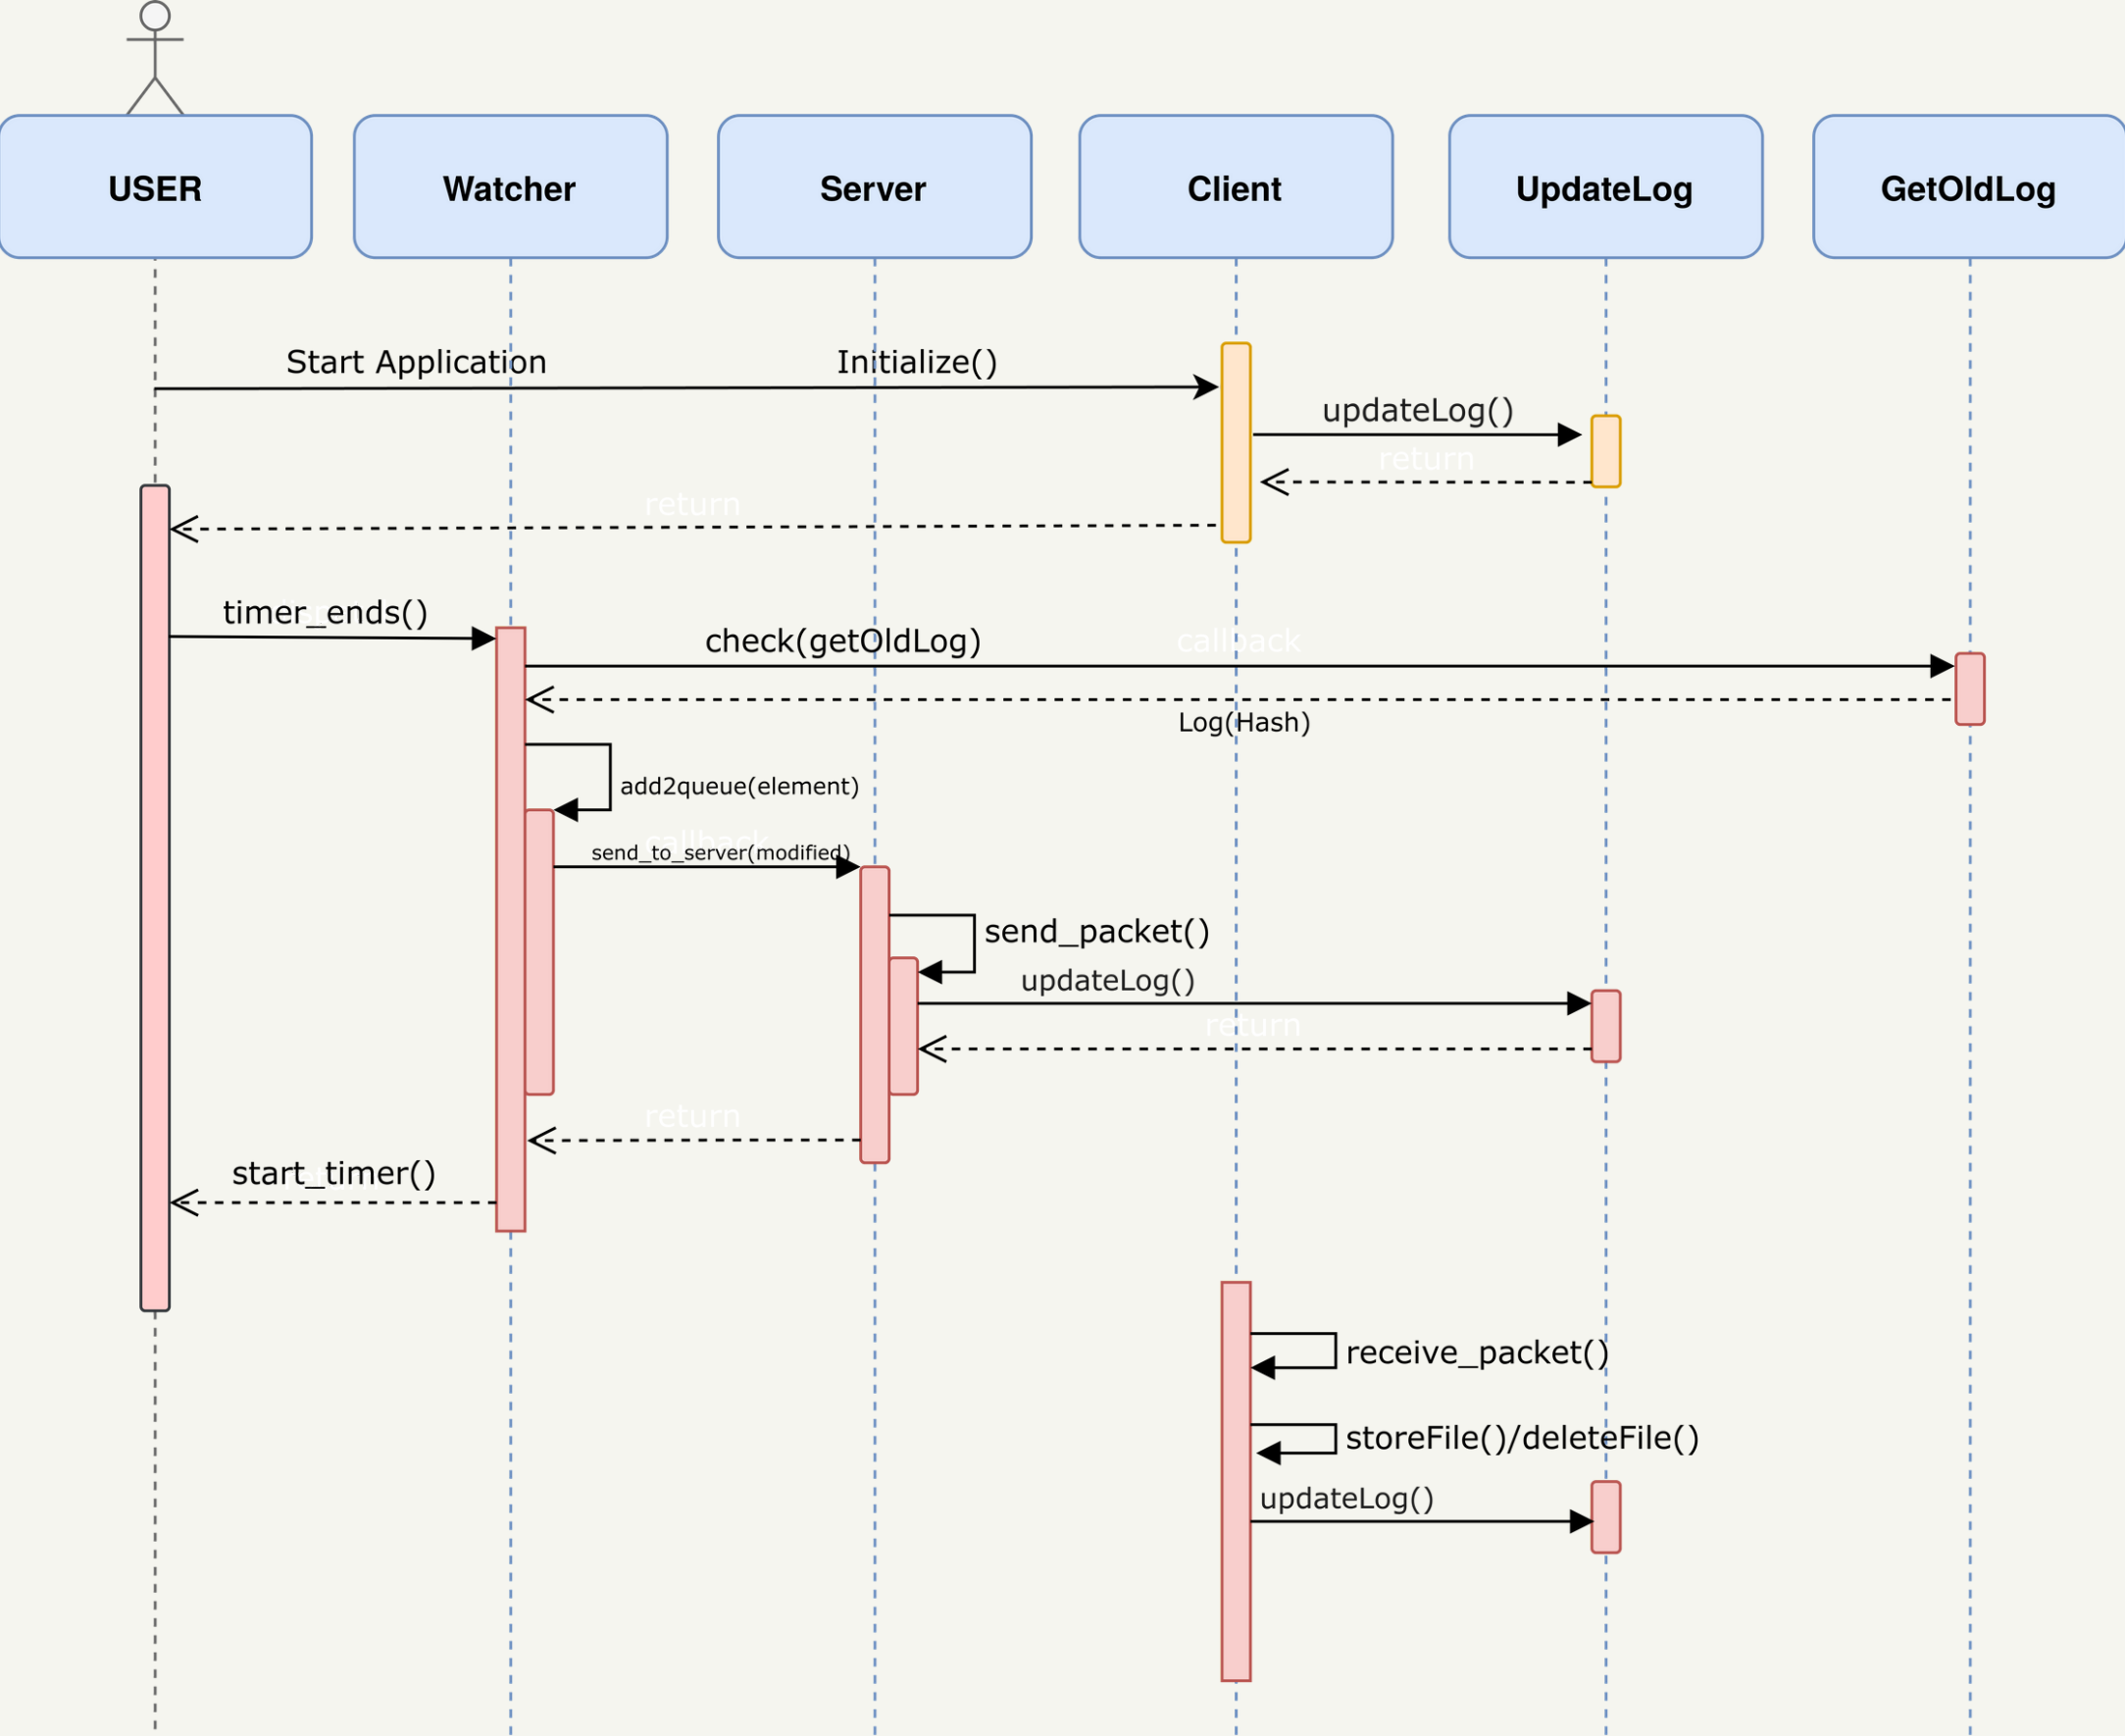 USER
Watcher
Server
Client
UpdateLog
GetOldLog
Start Application
Initialize()
updateLog()
return
return
timer_ends()
check(getOldLog)
callback
Log(Hash)
add2queue(element)
callback
send_to_server(modified)
send_packet()
updateLog()
return
return
start_timer()
receive_packet()
storeFile()/deleteFile()
updateLog()